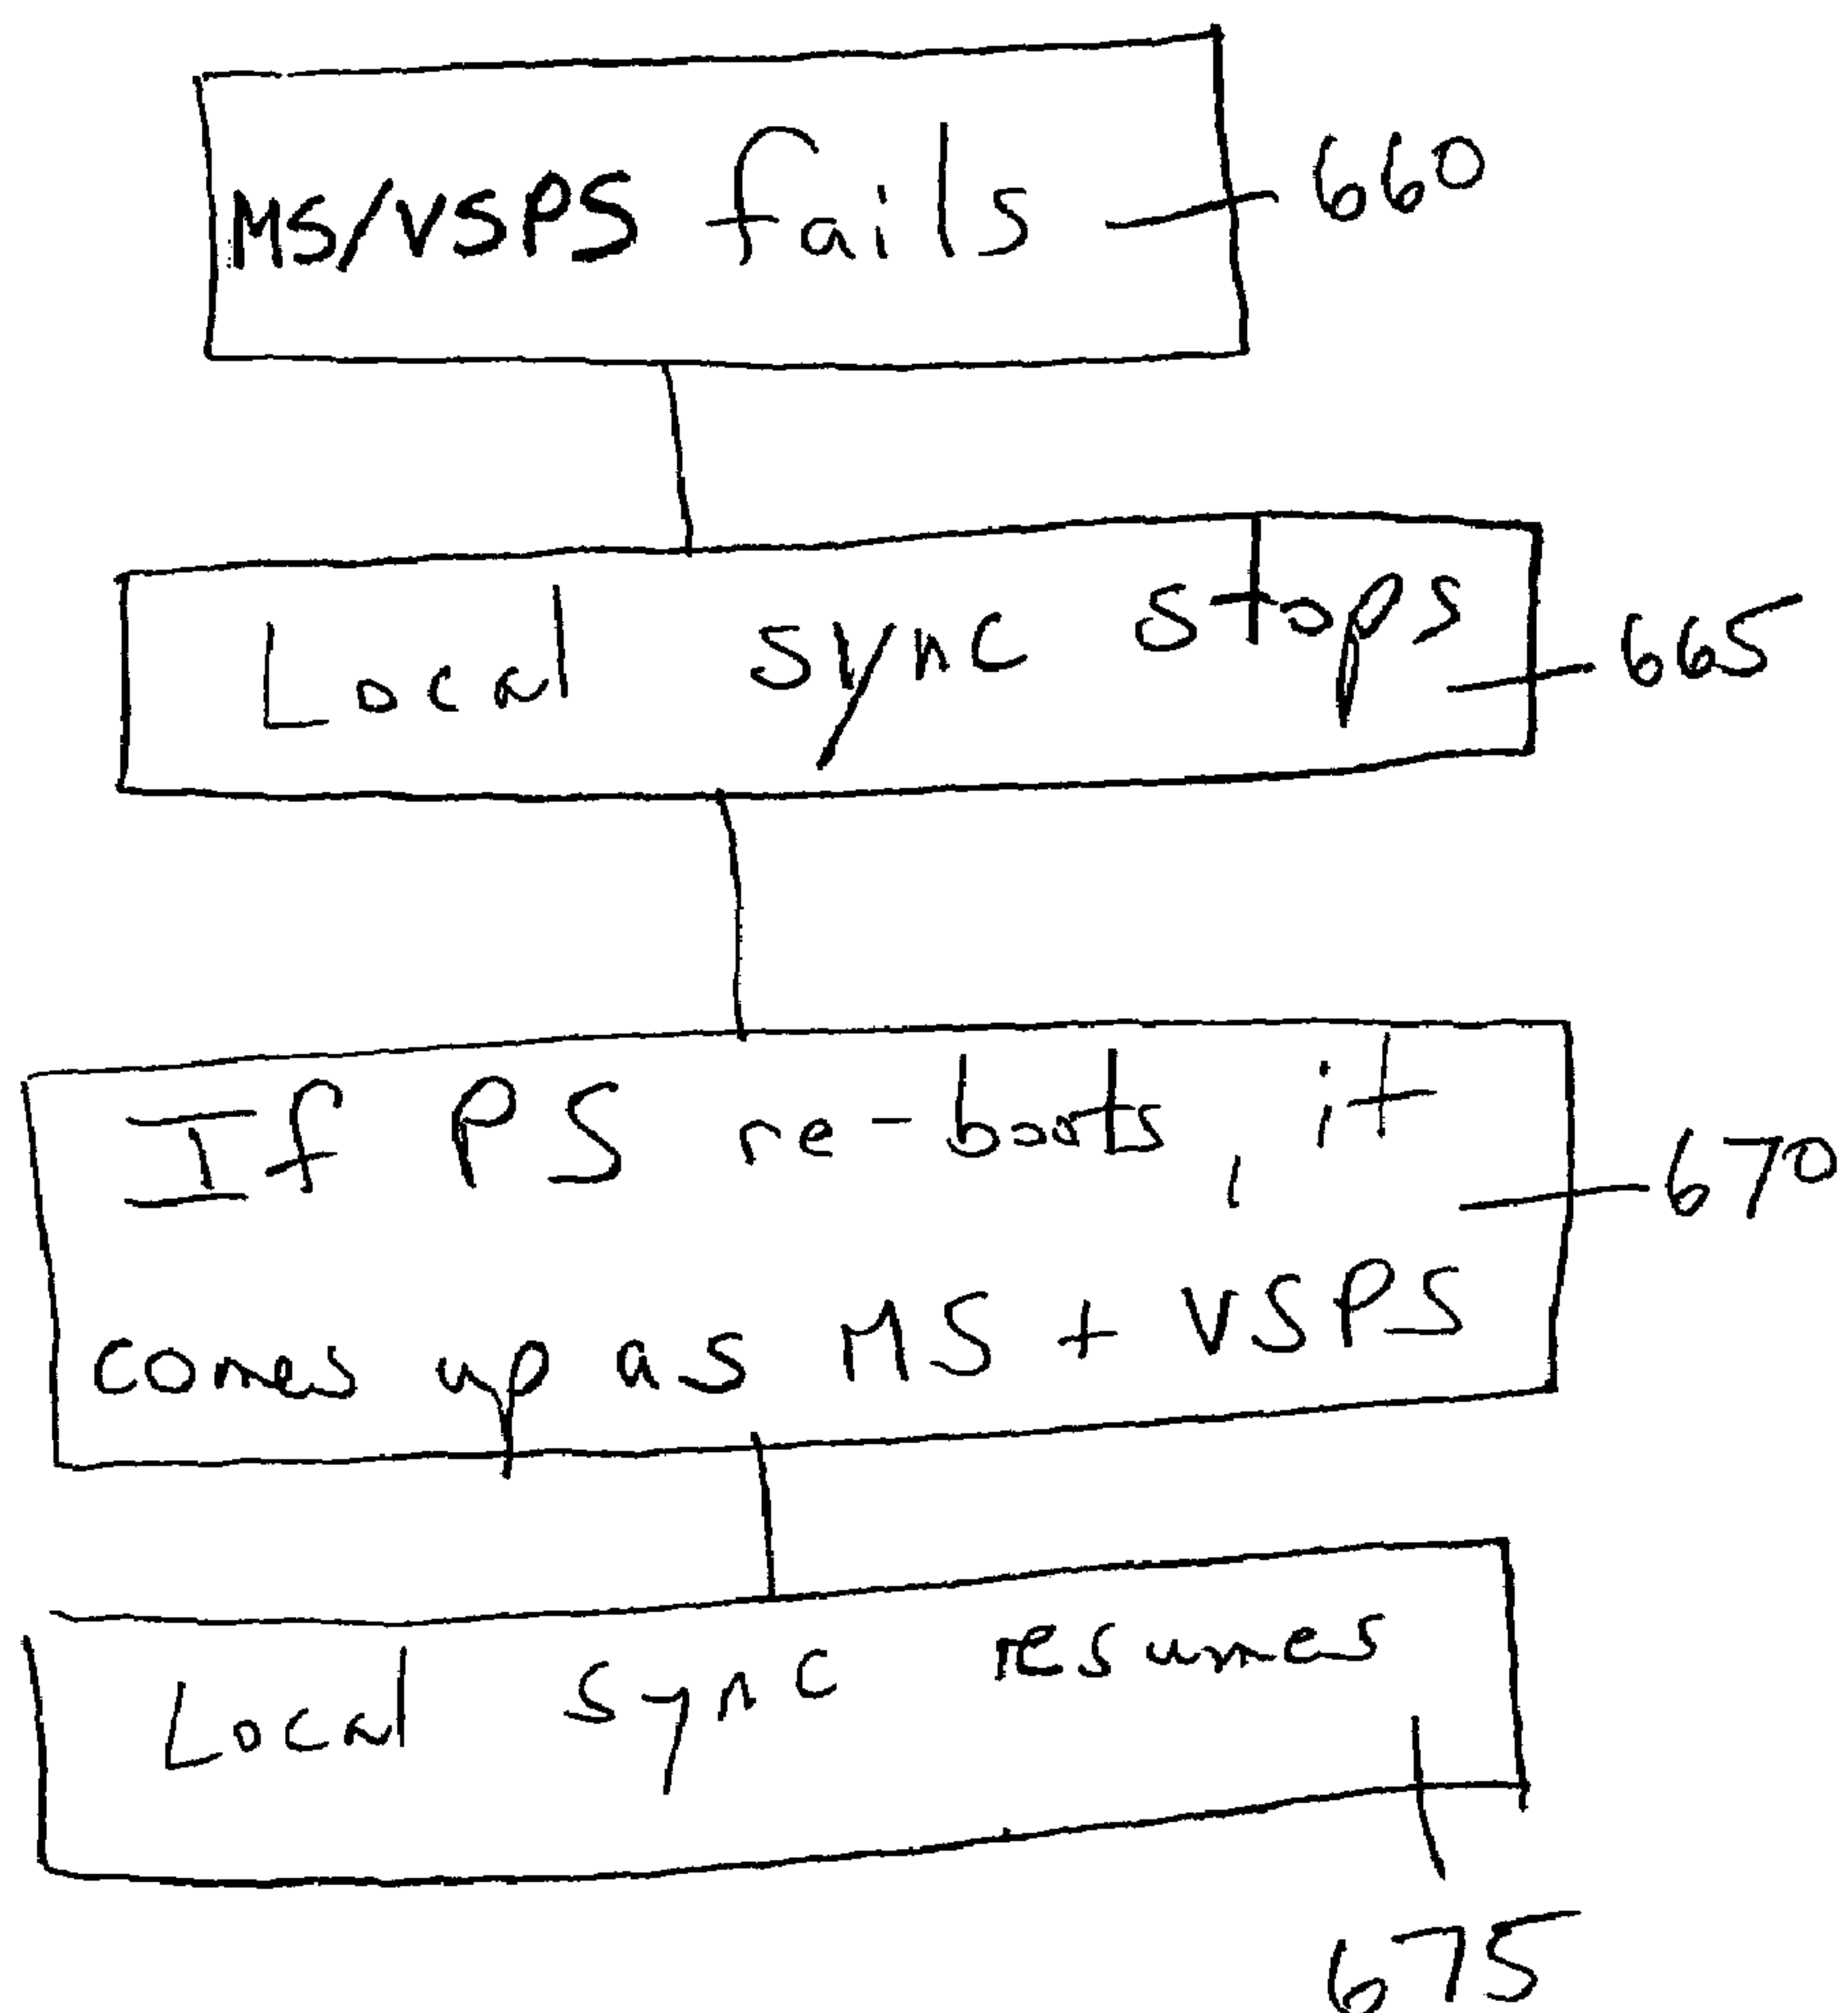 MS/VSPS fails
660
Local sync stops
665
If PS re-boots, it
670
comes up as MS + VSPS
Local sync resumes
675